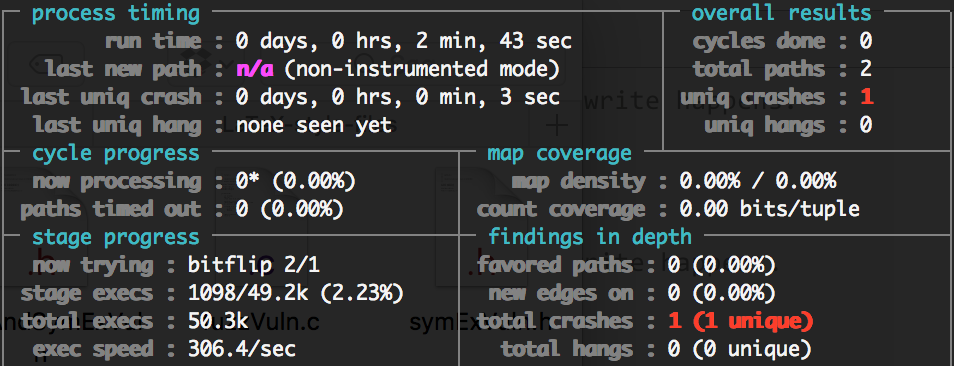 process timing
overall results
run time : 0 days, 0 hrs, 2 min, 43 sec
cycles done : 0
last new path : n/a (non-instrumented mode)
total paths : 2
last uniq crash : 0 days, 0 hrs, 0 min, 3 sec
uniq crashes : 1
last uniq hang : none seen yet
uniq hangs : 0
write happens.
cycle progress
map coverage
now processing : 0* (0.00%)
map density : 0.00% / 0.00%
paths timed out : 0 (0.00%)
count coverage : 0.00 bits/tuple
stage progress
findings in depth
now trying : bitflip 2/1
favored paths : 0 (0.00%)
stage execs : 1098/49.2k (2.23%)
new edges on : 0 (0.00%)
total execs : 50.3k
total crashes : 1 (1 unique)
exec speed : 306.4/sec
total hangs : 0 (0 unique)
.h
.c
.h